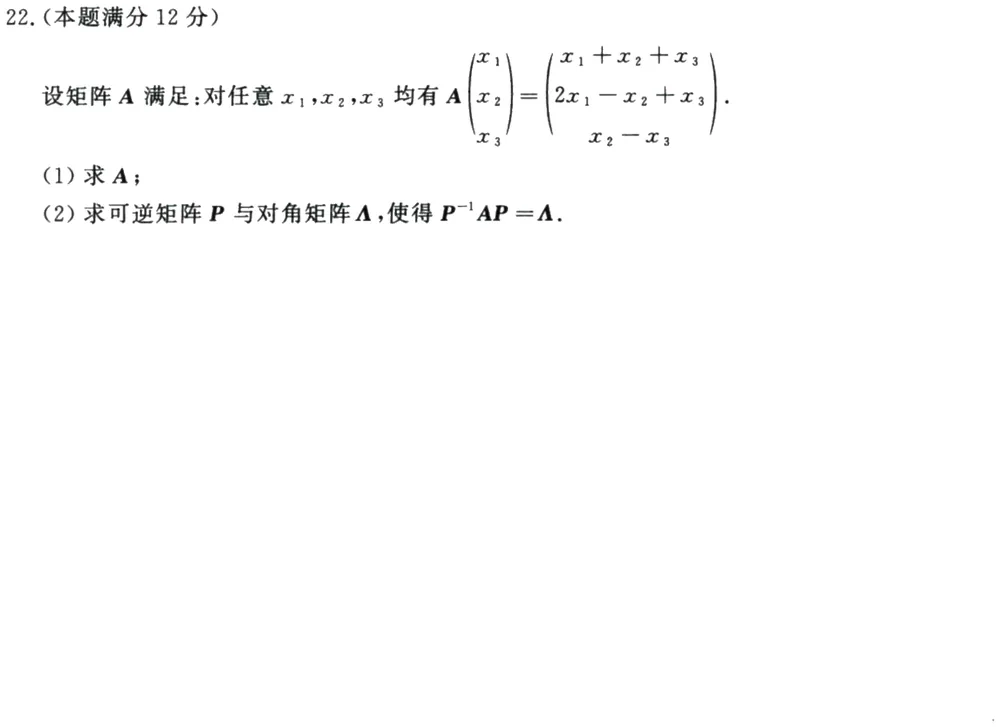 22.(本题满分 12 分)
设矩阵 A 满足:对任意 x₁,x₂,x₃ 均有 A(x₁ x₂ x₃)=(x₁+x₂+x₃ 2x₁-x₂+x₃ x₂-x₃).
(1) 求 A;
(2) 求可逆矩阵 P 与对角矩阵 Λ,使得 P⁻¹AP=Λ.